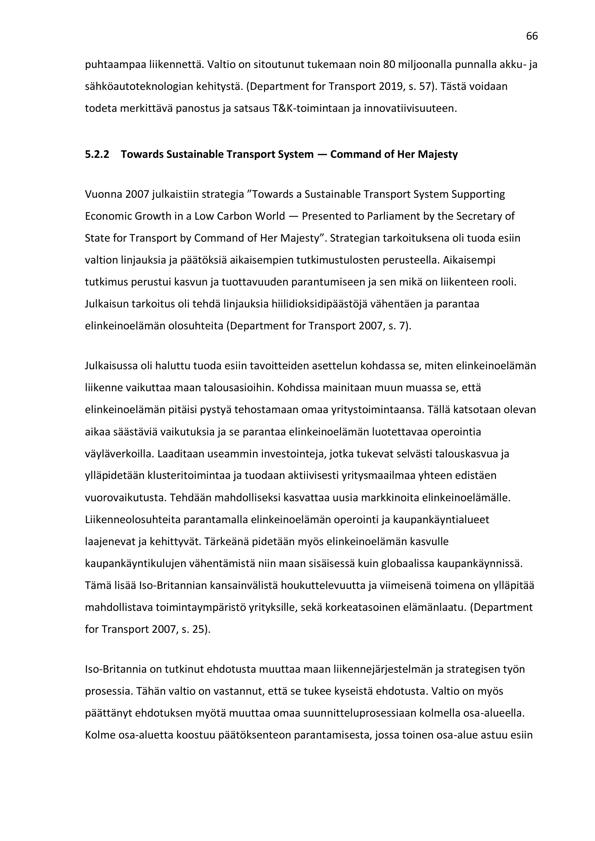 66
puhtaampaa liikennettä. Valtio on sitoutunut tukemaan noin 80 miljoonalla punnalla akku- ja
sähköautoteknologian kehitystä. (Department for Transport 2019, s. 57). Tästä voidaan
todeta merkittävä panostus ja satsaus T&K-toimintaan ja innovatiivisuuteen.
5.2.2 Towards Sustainable Transport System — Command of Her Majesty
Vuonna 2007 julkaistiin strategia ”Towards a Sustainable Transport System Supporting
Economic Growth in a Low Carbon World — Presented to Parliament by the Secretary of
State for Transport by Command of Her Majesty”. Strategian tarkoituksena oli tuoda esiin
valtion linjauksia ja päätöksiä aikaisempien tutkimustulosten perusteella. Aikaisempi
tutkimus perustui kasvun ja tuottavuuden parantumiseen ja sen mikä on liikenteen rooli.
Julkaisun tarkoitus oli tehdä linjauksia hiilidioksidipäästöjä vähentäen ja parantaa
elinkeinoelämän olosuhteita (Department for Transport 2007, s. 7).
Julkaisussa oli haluttu tuoda esiin tavoitteiden asettelun kohdassa se, miten elinkeinoelämän
liikenne vaikuttaa maan talousasioihin. Kohdissa mainitaan muun muassa se, että
elinkeinoelämän pitäisi pystyä tehostamaan omaa yritystoimintaansa. Tällä katsotaan olevan
aikaa säästäviä vaikutuksia ja se parantaa elinkeinoelämän luotettavaa operointia
väyläverkoilla. Laaditaan useammin investointeja, jotka tukevat selvästi talouskasvua ja
ylläpidetään klusteritoimintaa ja tuodaan aktiivisesti yritysmaailmaa yhteen edistäen
vuorovaikutusta. Tehdään mahdolliseksi kasvattaa uusia markkinoita elinkeinoelämälle.
Liikenneolosuhteita parantamalla elinkeinoelämän operointi ja kaupankäyntialueet
laajenevat ja kehittyvät. Tärkeänä pidetään myös elinkeinoelämän kasvulle
kaupankäyntikulujen vähentämistä niin maan sisäisessä kuin globaalissa kaupankäynnissä.
Tämä lisää Iso-Britannian kansainvälistä houkuttelevuutta ja viimeisenä toimena on ylläpitää
mahdollistava toimintaympäristö yrityksille, sekä korkeatasoinen elämänlaatu. (Department
for Transport 2007, s. 25).
Iso-Britannia on tutkinut ehdotusta muuttaa maan liikennejärjestelmän ja strategisen työn
prosessia. Tähän valtio on vastannut, että se tukee kyseistä ehdotusta. Valtio on myös
päättänyt ehdotuksen myötä muuttaa omaa suunnitteluprosessiaan kolmella osa-alueella.
Kolme osa-aluetta koostuu päätöksenteon parantamisesta, jossa toinen osa-alue astuu esiin